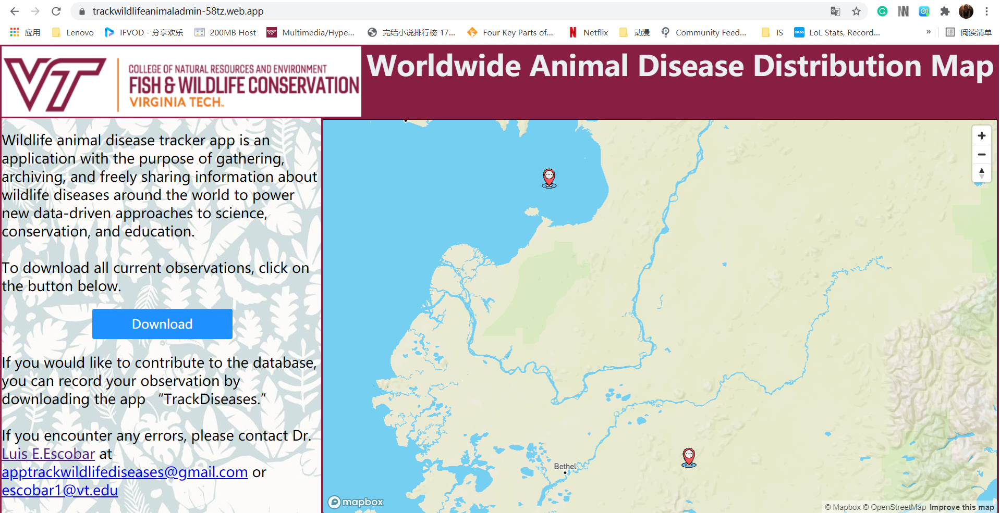 trackwildlifeanimaladmin-58tz.web.app
应用
Lenovo
IFVOD - 分享欢乐
200MB Host
Multimedia/Hype...
完结小说排行榜 17...
Four Key Parts of...
Netflix
动漫
Community Feed...
IS
LoL Stats, Record...
»
阅读清单
VT
COLLEGE OF NATURAL RESOURCES AND ENVIRONMENT
FISH & WILDLIFE CONSERVATION
VIRGINIA TECH.
Worldwide Animal Disease Distribution Map
Wildlife animal disease tracker app is an
application with the purpose of gathering,
archiving, and freely sharing information about
wildlife diseases around the world to power
new data-driven approaches to science,
conservation, and education.
To download all current observations, click on
the button below.
Download
If you would like to contribute to the database,
you can record your observation by
downloading the app “TrackDiseases.”
If you encounter any errors, please contact Dr.
Luis E.Escobar at
apptrackwildlifediseases@gmail.com or
escobar1@vt.edu
Bethel
mapbox
© Mapbox © OpenStreetMap Improve this map